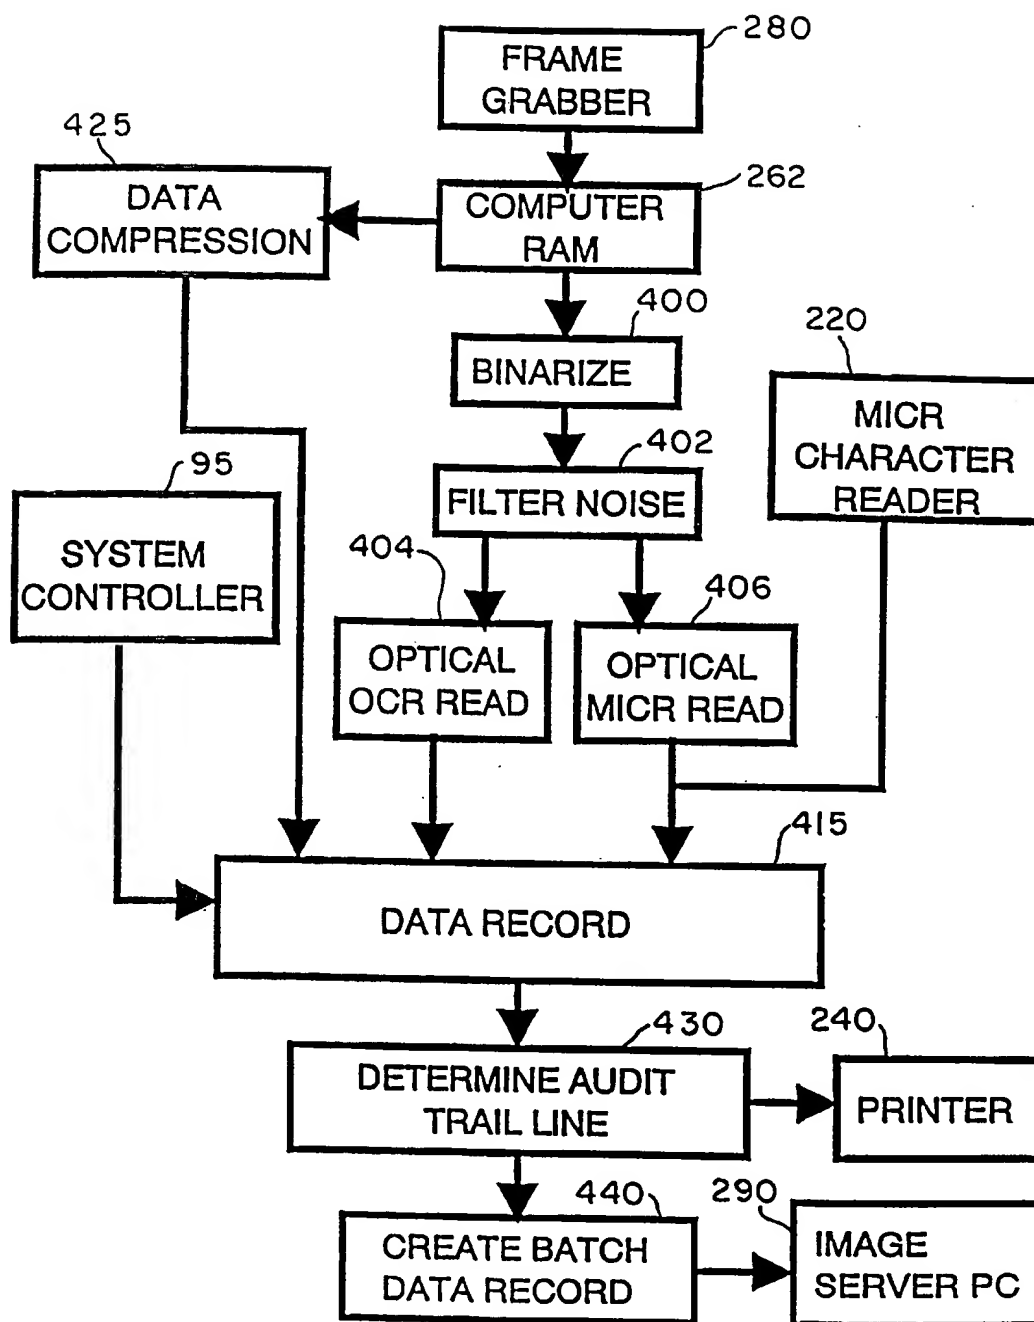 280
FRAME
GRABBER
425
DATA
COMPRESSION
262
COMPUTER
RAM
400
BINARIZE
220
MICR
CHARACTER
READER
402
FILTER NOISE
95
SYSTEM
CONTROLLER
404
OPTICAL
OCR READ
406
OPTICAL
MICR READ
415
DATA RECORD
430
DETERMINE AUDIT
TRAIL LINE
240
PRINTER
440
CREATE BATCH
DATA RECORD
290
IMAGE
SERVER PC